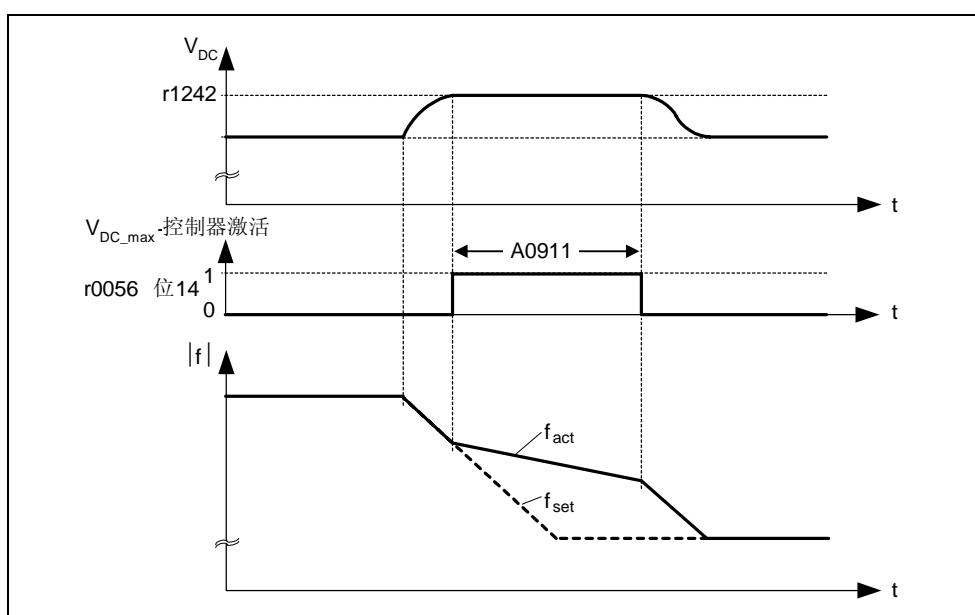 V_DC
r1242
t
V_DC_max-控制器激活
A0911
r0056 位14
1
0
t
|f|
f_act
f_set
t